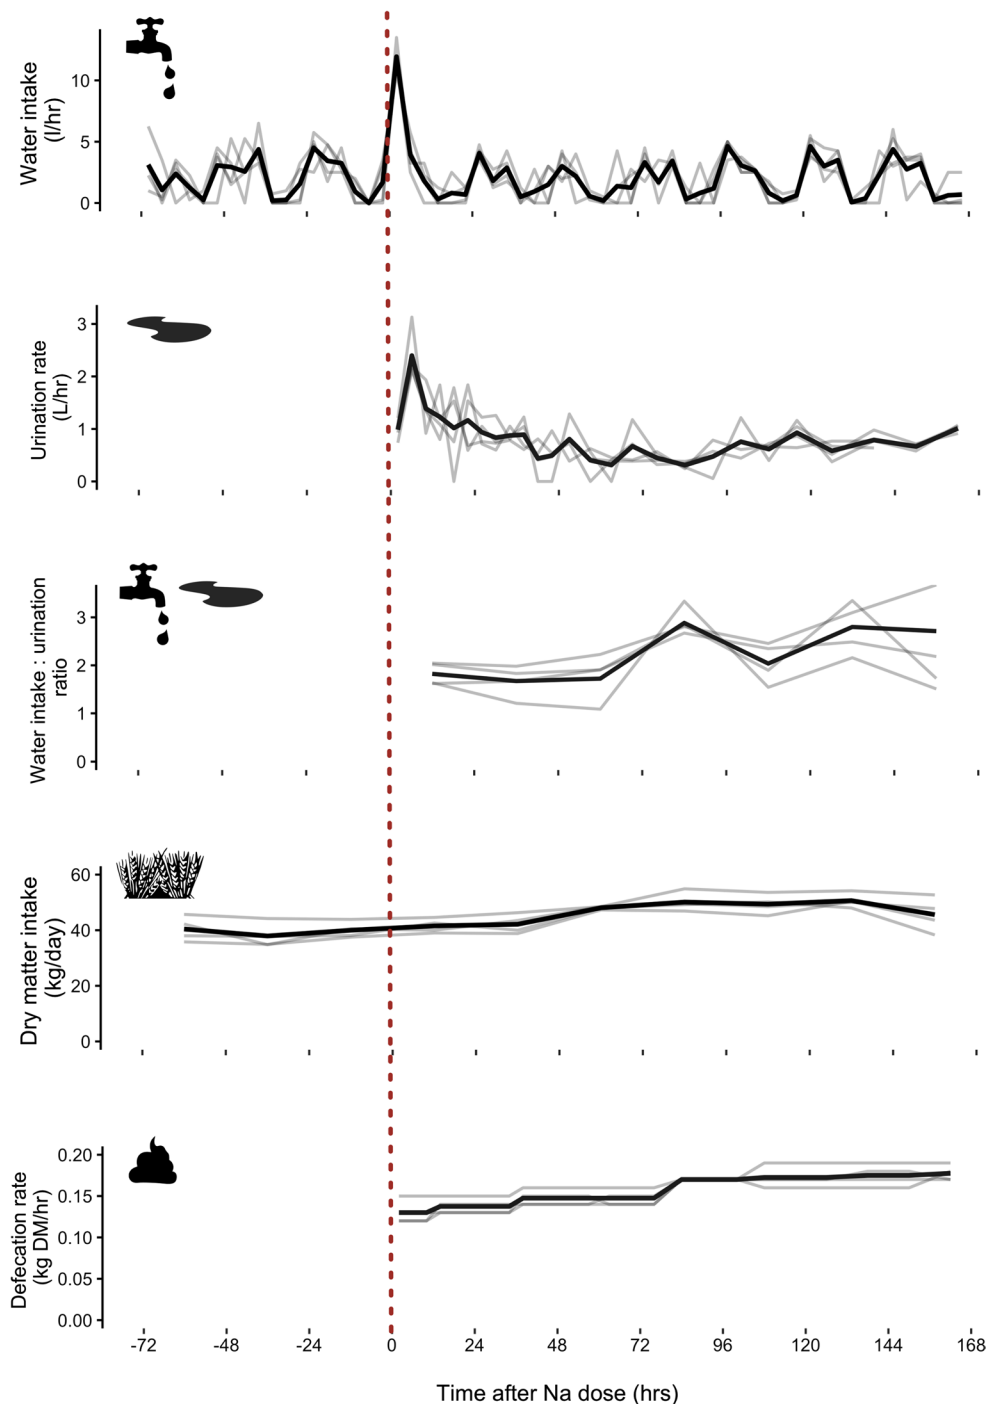 Water intake
(l/hr)
10
5
0
Urination rate
(L/hr)
3
2
1
0
Water intake : urination
ratio
3
2
1
0
Dry matter intake
(kg/day)
60
40
20
0
Defecation rate
(kg DM/hr)
0.20
0.15
0.10
0.05
0.00
-72 -48 -24 0 24 48 72 96 120 144 168
Time after Na dose (hrs)